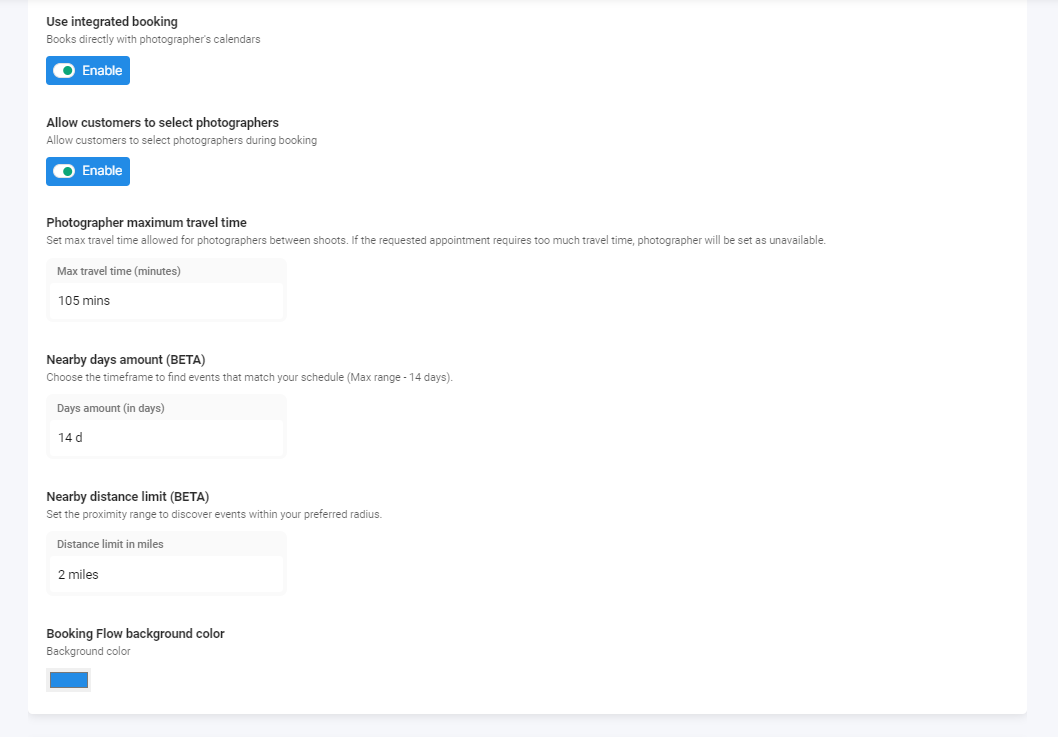 Use integrated booking
Books directly with photographer's calendars
Enable
Allow customers to select photographers
Allow customers to select photographers during booking
Enable
Photographer maximum travel time
Set max travel time allowed for photographers between shoots. If the requested appointment requires too much travel time, photographer will be set as unavailable.
Max travel time (minutes)
105 mins
Nearby days amount (BETA)
Choose the timeframe to find events that match your schedule (Max range - 14 days).
Days amount (in days)
14 d
Nearby distance limit (BETA)
Set the proximity range to discover events within your preferred radius.
Distance limit in miles
2 miles
Booking Flow background color
Background color